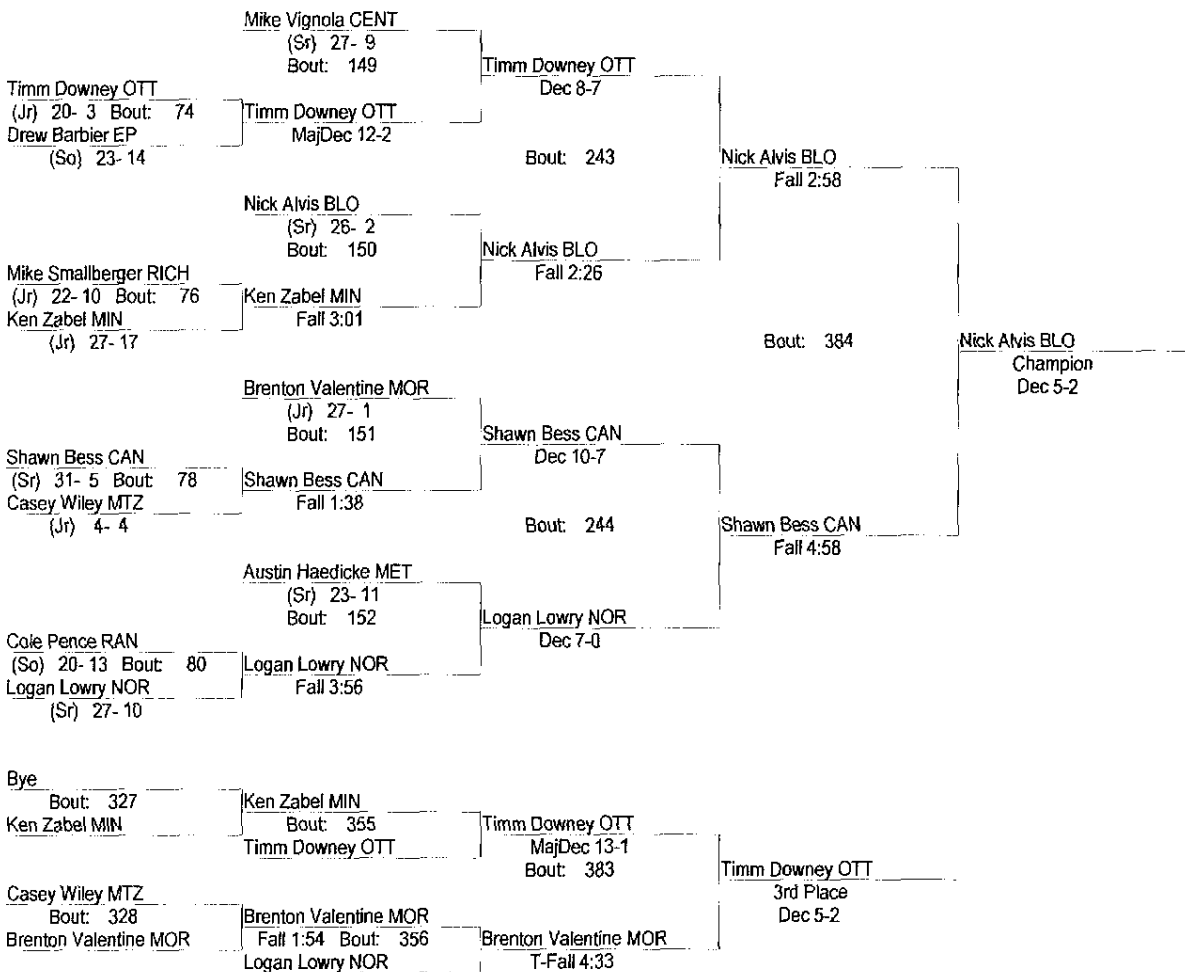 Mike Vignola CENT
(Sr) 27- 9
Bout: 149
Timm Downey OTT
Dec 8-7
Timm Downey OTT
(Jr) 20- 3 Bout: 74
Drew Barbier EP
(So) 23- 14
Timm Downey OTT
MajDec 12-2
Bout: 243
Nick Alvis BLO
Fall 2:58
Nick Alvis BLO
(Sr) 26- 2
Bout: 150
Nick Alvis BLO
Fall 2:26
Mike Smallberger RICH
(Jr) 22- 10 Bout: 76
Ken Zabel MIN
(Jr) 27- 17
Ken Zabel MIN
Fall 3:01
Bout: 384
Nick Alvis BLO
Champion
Dec 5-2
Brenton Valentine MOR
(Jr) 27- 1
Bout: 151
Shawn Bess CAN
Dec 10-7
Shawn Bess CAN
(Sr) 31- 5 Bout: 78
Casey Wiley MTZ
(Jr) 4- 4
Shawn Bess CAN
Fall 1:38
Bout: 244
Shawn Bess CAN
Fall 4:58
Austin Haedicke MET
(Sr) 23- 11
Bout: 152
Logan Lowry NOR
Dec 7-0
Cole Pence RAN
(So) 20- 13 Bout: 80
Logan Lowry NOR
(Sr) 27- 10
Logan Lowry NOR
Fall 3:56
Bye
Bout: 327
Ken Zabel MIN
Ken Zabel MIN
Bout: 355
Timm Downey OTT
Timm Downey OTT
MajDec 13-1
Bout: 383
Timm Downey OTT
3rd Place
Dec 5-2
Casey Wiley MTZ
Bout: 328
Brenton Valentine MOR
Brenton Valentine MOR
Fall 1:54 Bout: 356
Logan Lowry NOR
Brenton Valentine MOR
T-Fall 4:33